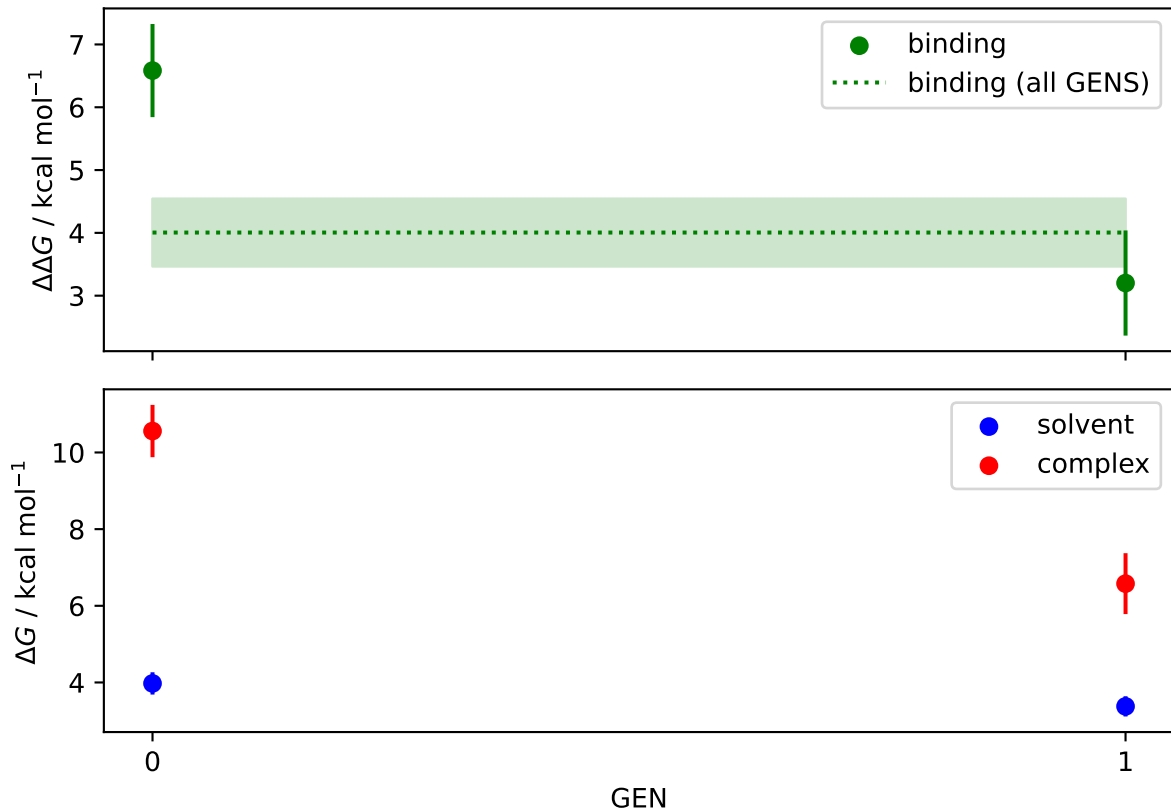 7
6
5
4
3
ΔΔG / kcal mol⁻¹
binding
binding (all GENS)
10
8
6
4
ΔG / kcal mol⁻¹
solvent
complex
0 1
GEN